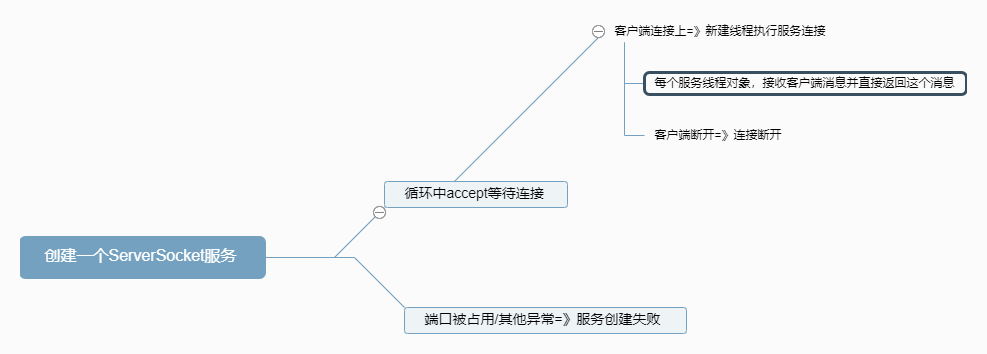 客户端连接上=》新建线程执行服务连接
每个服务线程对象，接收客户端消息并直接返回这个消息
客户端断开=》连接断开
循环中accept等待连接
创建一个ServerSocket服务
端口被占用/其他异常=》服务创建失败